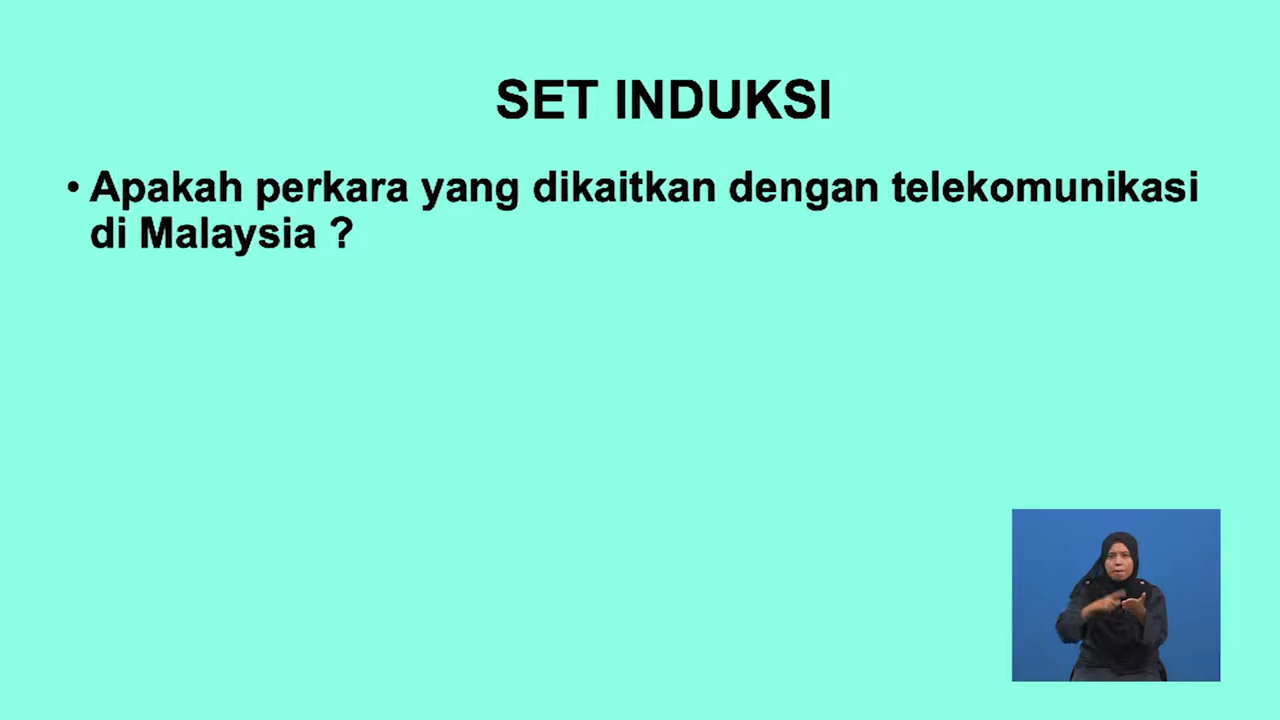 SET INDUKSI
• Apakah perkara yang dikaitkan dengan telekomunikasi
di Malaysia ?